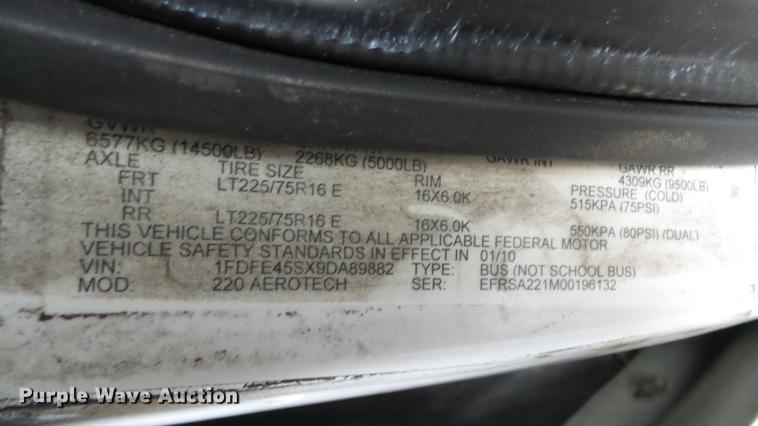 Purple Wave Auction
GVWR
6577KG (14500LB) 2268KG (5000LB) GAWR INT GAWR RR
4309KG (9500LB)
AXLE TIRE SIZE RIM PRESSURE (COLD)
FRT LT225/75R16 E 16X6.0K 515KPA (75PSI)
INT
RR LT225/75R16 E 16X6.0K 550KPA (80PSI) (DUAL)
THIS VEHICLE CONFORMS TO ALL APPLICABLE FEDERAL MOTOR
VEHICLE SAFETY STANDARDS IN EFFECT IN 01/10
VIN: 1FDFE45SX9DA89882 TYPE: BUS (NOT SCHOOL BUS)
MOD: 220 AEROTECH SER: EFRSA221M00196132
Purple Wave Auction